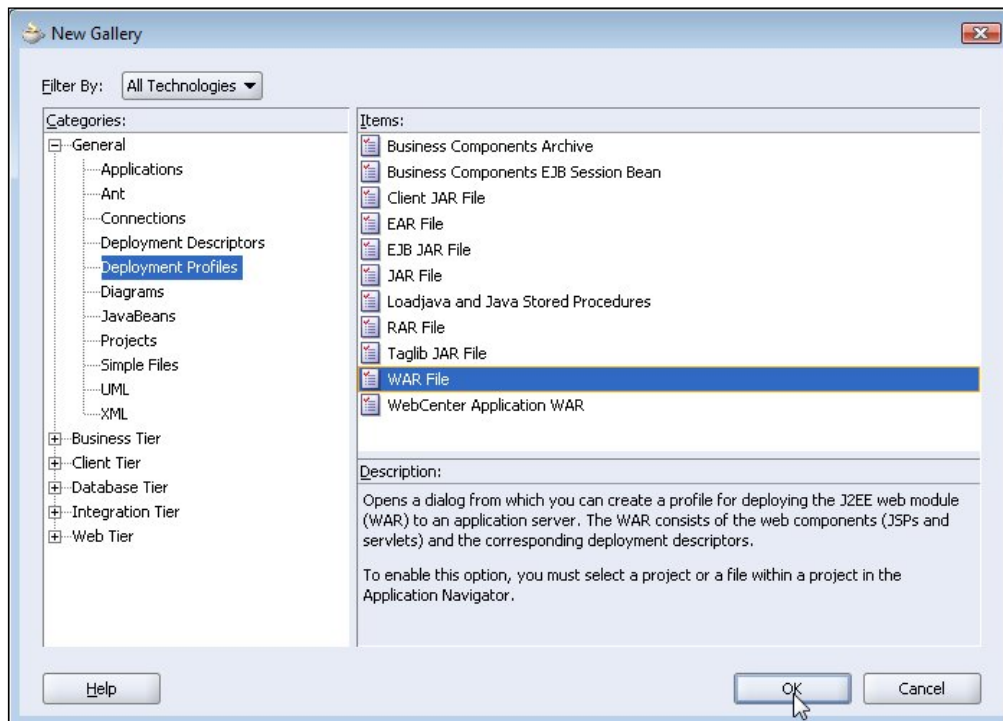 New Gallery
Filter By: All Technologies
Categories:
General
Applications
Ant
Connections
Deployment Descriptors
Deployment Profiles
Diagrams
JavaBeans
Projects
Simple Files
UML
XML
Business Tier
Client Tier
Database Tier
Integration Tier
Web Tier
Items:
Business Components Archive
Business Components EJB Session Bean
Client JAR File
EAR File
EJB JAR File
JAR File
Loadjava and Java Stored Procedures
RAR File
Taglib JAR File
WAR File
WebCenter Application WAR
Description:
Opens a dialog from which you can create a profile for deploying the J2EE web module
(WAR) to an application server. The WAR consists of the web components (JSPs and
servlets) and the corresponding deployment descriptors.
To enable this option, you must select a project or a file within a project in the
Application Navigator.
Help
OK
Cancel